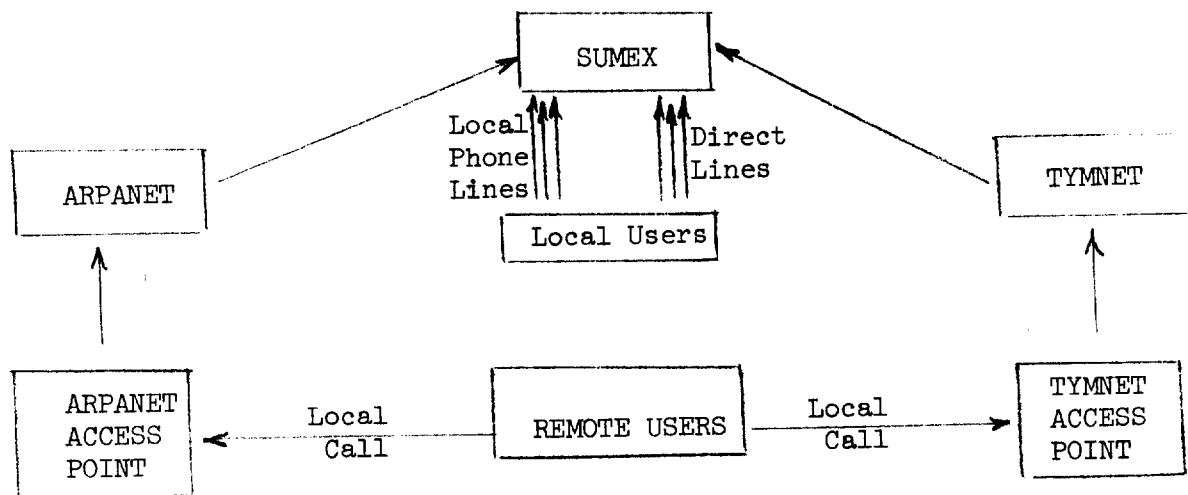 SUMEX
Local
Phone
Lines
Direct
Lines
ARPANET
TYMNET
Local Users
ARPANET
ACCESS
POINT
Local
Call
REMOTE USERS
Local
Call
TYMNET
ACCESS
POINT